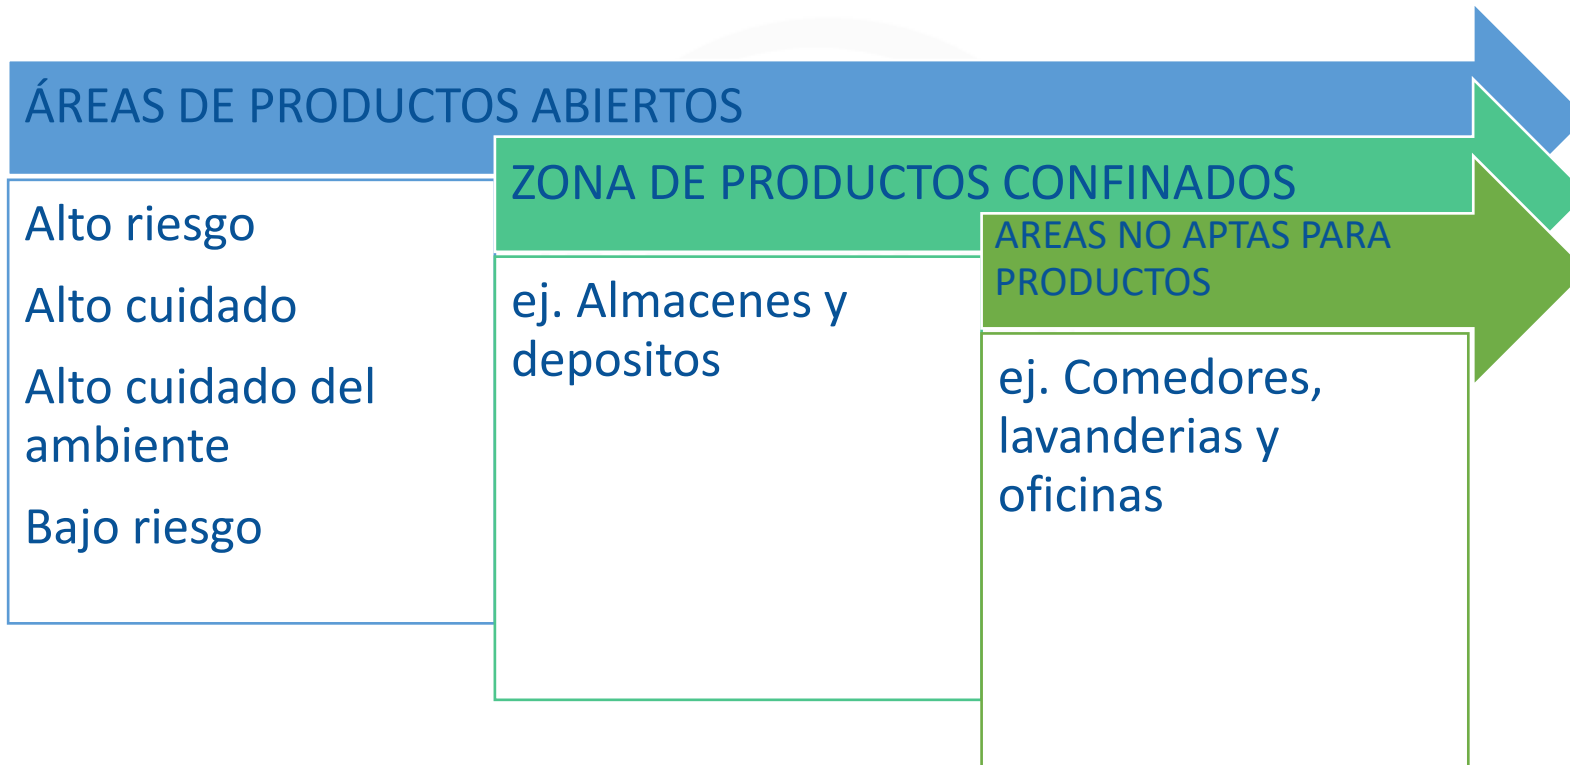 ÁREAS DE PRODUCTOS ABIERTOS
Alto riesgo
Alto cuidado
Alto cuidado del
ambiente
Bajo riesgo
ZONA DE PRODUCTOS CONFINADOS
ej. Almacenes y
depositos
AREAS NO APTAS PARA
PRODUCTOS
ej. Comedores,
lavanderias y
oficinas